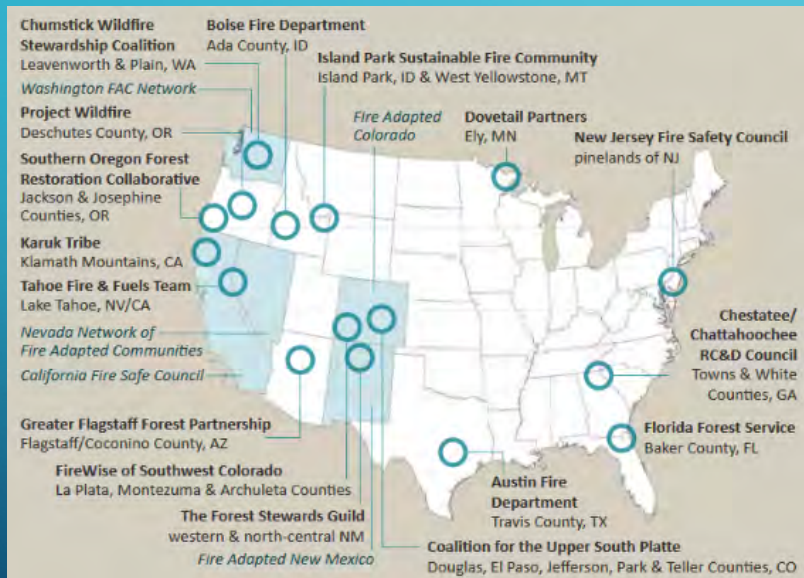 Chumstick Wildfire
Stewardship Coalition
Leavenworth & Plain, WA
Washington FAC Network
Project Wildfire
Deschutes County, OR
Southern Oregon Forest
Restoration Collaborative
Jackson & Josephine
Counties, OR
Karuk Tribe
Klamath Mountains, CA
Tahoe Fire & Fuels Team
Lake Tahoe, NV/CA
Nevada Network of
Fire Adapted Communities
California Fire Safe Council
Greater Flagstaff Forest Partnership
Flagstaff/Coconino County, AZ
FireWise of Southwest Colorado
La Plata, Montezuma & Archuleta Counties
The Forest Stewards Guild
western & north-central NM
Fire Adapted New Mexico
Boise Fire Department
Ada County, ID
Island Park Sustainable Fire Community
Island Park, ID & West Yellowstone, MT
Fire Adapted
Colorado
Dovetail Partners
Ely, MN
New Jersey Fire Safety Council
pinelands of NJ
Chestatee/
Chattahoochee
RC&D Council
Towns & White
Counties, GA
Florida Forest Service
Baker County, FL
Austin Fire
Department
Travis County, TX
Coalition for the Upper South Platte
Douglas, El Paso, Jefferson, Park & Teller Counties, CO